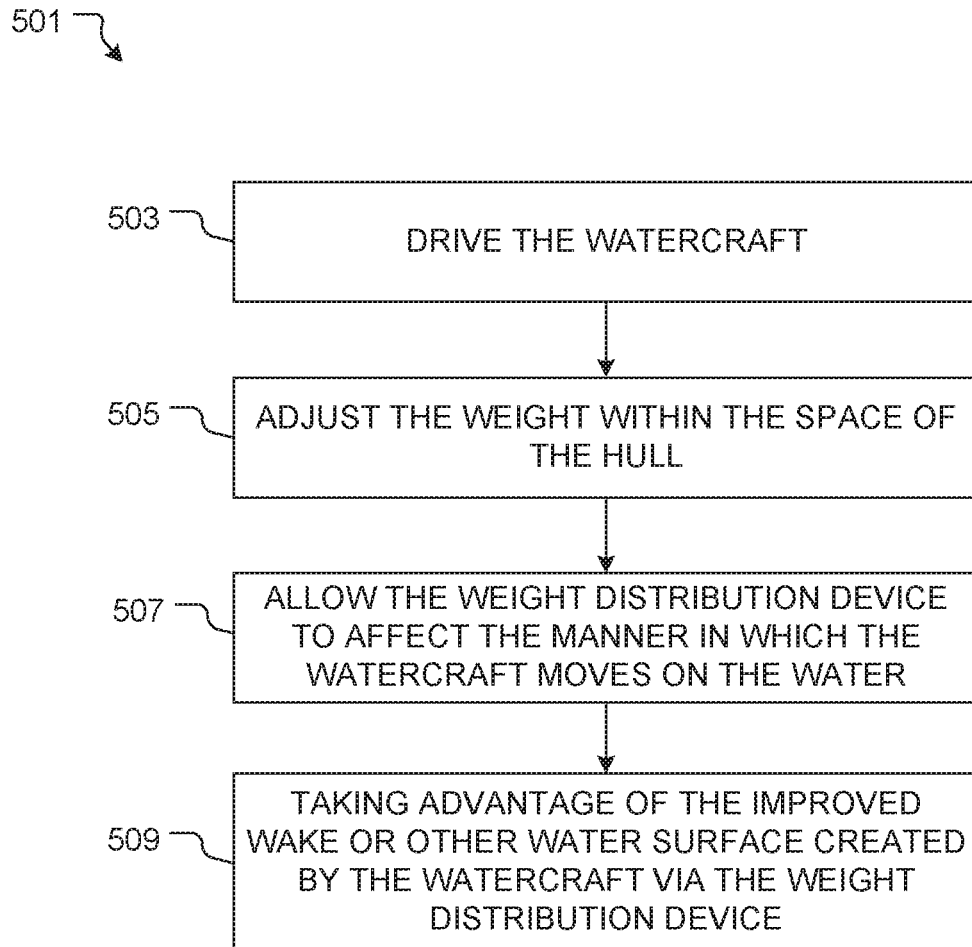 501
503
DRIVE THE WATERCRAFT
505
ADJUST THE WEIGHT WITHIN THE SPACE OF
THE HULL
507
ALLOW THE WEIGHT DISTRIBUTION DEVICE
TO AFFECT THE MANNER IN WHICH THE
WATERCRAFT MOVES ON THE WATER
509
TAKING ADVANTAGE OF THE IMPROVED
WAKE OR OTHER WATER SURFACE CREATED
BY THE WATERCRAFT VIA THE WEIGHT
DISTRIBUTION DEVICE